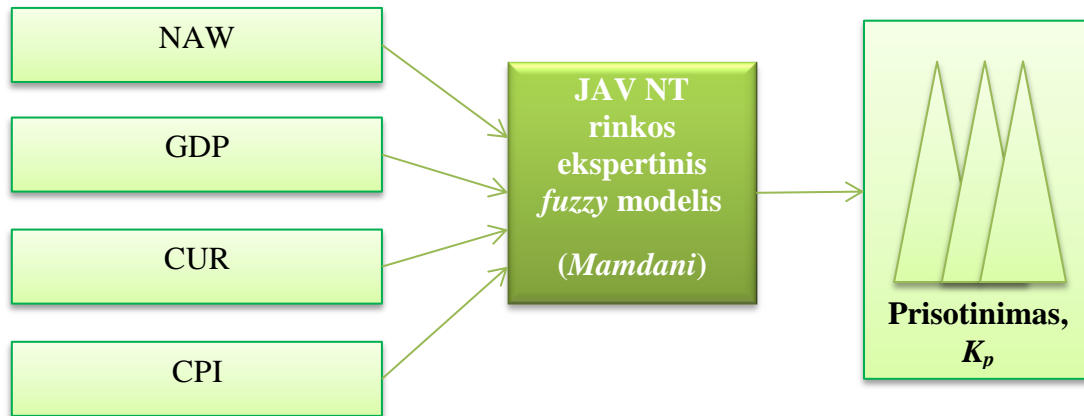 NAW
GDP
CUR
CPI
JAV NT
rinkos
ekspertinis
fuzzy modelis
(Mamdani)
Prisotinimas,
Kp